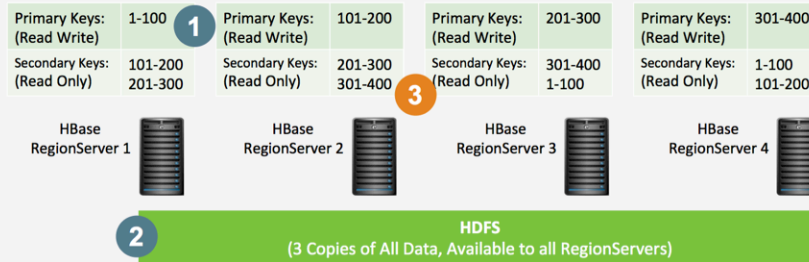 Primary Keys: 1-100
(Read Write)
Secondary Keys: 101-200
(Read Only) 201-300
1
HBase
RegionServer 1
Primary Keys: 101-200
(Read Write)
Secondary Keys: 201-300
(Read Only) 301-400
HBase
RegionServer 2
3
Primary Keys: 201-300
(Read Write)
Secondary Keys: 301-400
(Read Only) 1-100
HBase
RegionServer 3
Primary Keys: 301-400
(Read Write)
Secondary Keys: 1-100
(Read Only) 101-200
HBase
RegionServer 4
2
HDFS
(3 Copies of All Data, Available to all RegionServers)